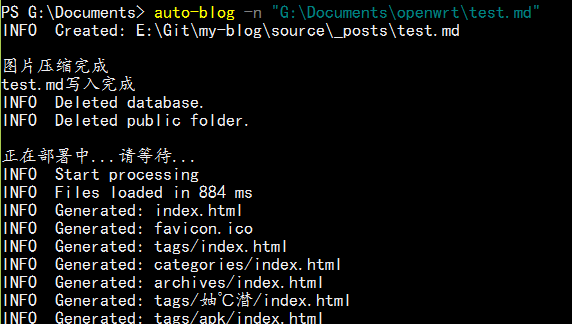 PS G:\Documents> auto-blog -n "G:\Documents\openwrt\test.md"
INFO  Created: E:\Git\my-blog\source\_posts\test.md
图片压缩完成
test.md写入完成
INFO  Deleted database.
INFO  Deleted public folder.
正在部署中...请等待...
INFO  Start processing
INFO  Files loaded in 884 ms
INFO  Generated: index.html
INFO  Generated: favicon.ico
INFO  Generated: tags/index.html
INFO  Generated: categories/index.html
INFO  Generated: archives/index.html
INFO  Generated: tags/妯℃潜/index.html
INFO  Generated: tags/apk/index.html